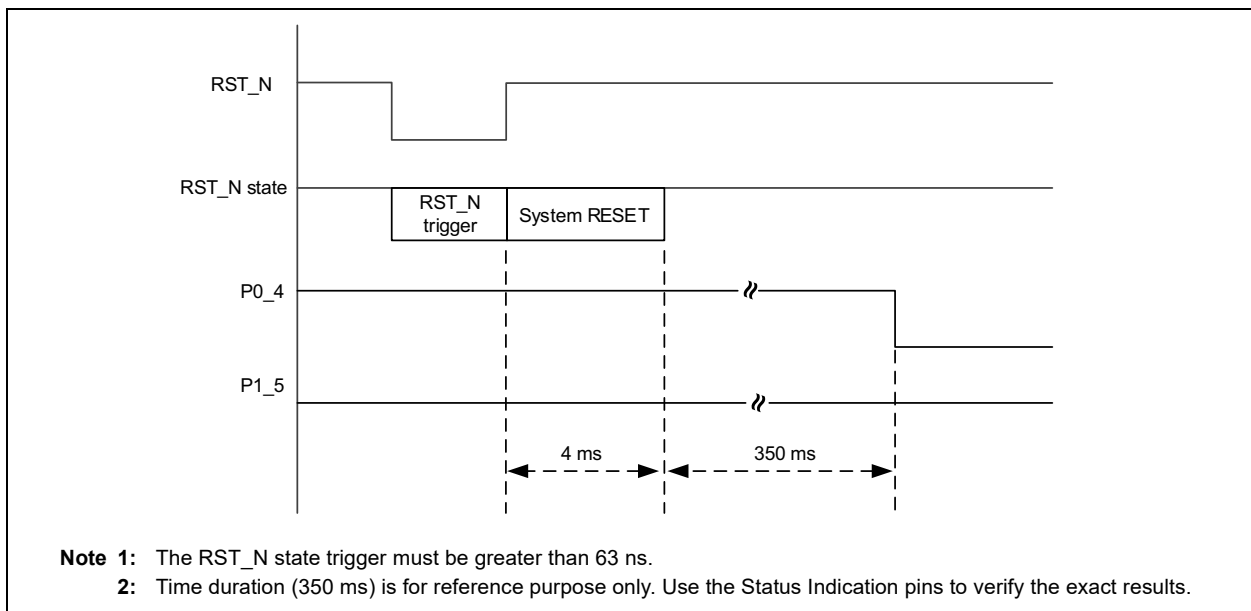 RST_N
RST_N state
RST_N
trigger
System RESET
P0_4
P1_5
4 ms
350 ms
Note 1: The RST_N state trigger must be greater than 63 ns.
2: Time duration (350 ms) is for reference purpose only. Use the Status Indication pins to verify the exact results.